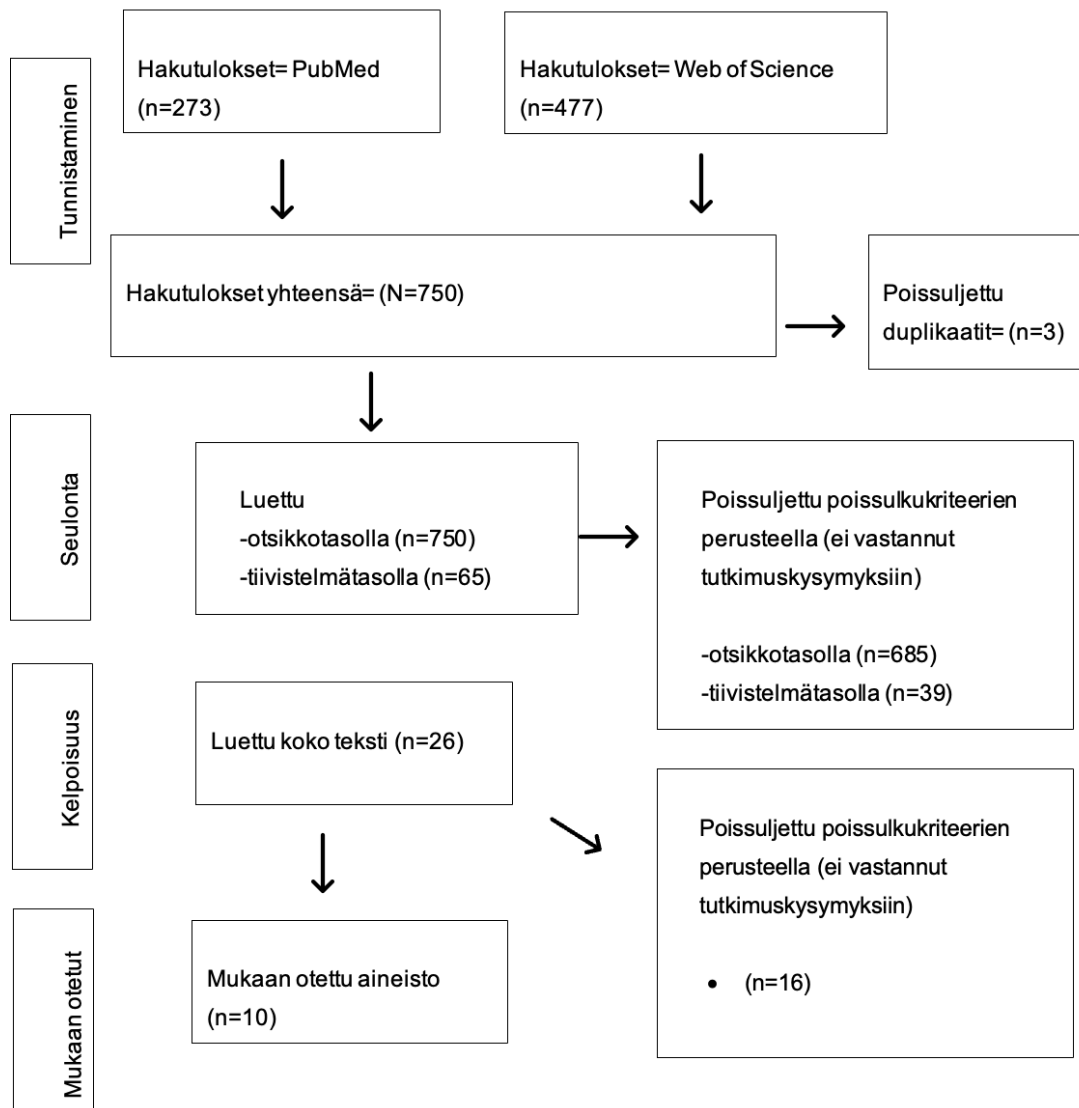 Tunnistaminen
Hakutulokset= PubMed
(n=273)
Hakutulokset= Web of Science
(n=477)
Hakutulokset yhteensä= (N=750)
Poissuljettu
duplikaatit= (n=3)
Seulonta
Luettu
-otsikkotasolla (n=750)
-tiivistelmätasolla (n=65)
Poissuljettu poissulkukriteerien
perusteella (ei vastannut
tutkimuskysymyksiin)
-otsikkotasolla (n=685)
-tiivistelmätasolla (n=39)
Kelpoisuus
Luettu koko teksti (n=26)
Poissuljettu poissulkukriteerien
perusteella (ei vastannut
tutkimuskysymyksiin)
• (n=16)
Mukaan otetut
Mukaan otettu aineisto
(n=10)